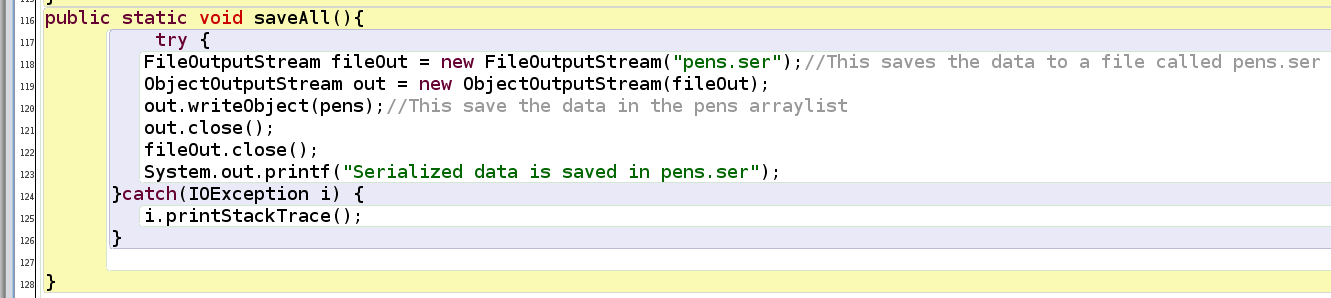 116 public static void saveAll(){
117 try {
118 FileOutputStream fileOut = new FileOutputStream("pens.ser");//This saves the data to a file called pens.ser
119 ObjectOutputStream out = new ObjectOutputStream(fileOut);
120 out.writeObject(pens);//This save the data in the pens arraylist
121 out.close();
122 fileOut.close();
123 System.out.printf("Serialized data is saved in pens.ser");
124 }catch(IOException i) {
125 i.printStackTrace();
126 }
127
128 }